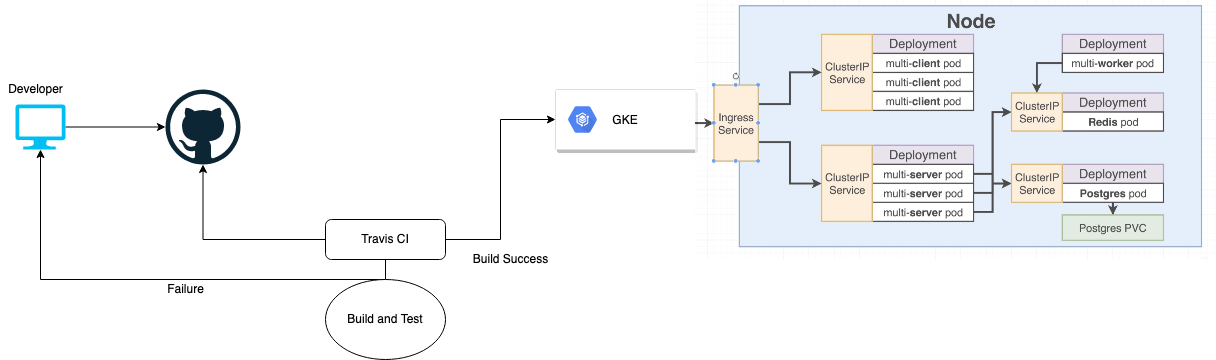 Developer
Failure
Travis CI
Build and Test
Build Success
GKE
Node
Ingress
Service
ClusterIP
Service
Deployment
multi-client pod
multi-client pod
multi-client pod
ClusterIP
Service
Deployment
multi-server pod
multi-server pod
multi-server pod
Deployment
multi-worker pod
ClusterIP
Service
Deployment
Redis pod
ClusterIP
Service
Deployment
Postgres pod
Postgres PVC